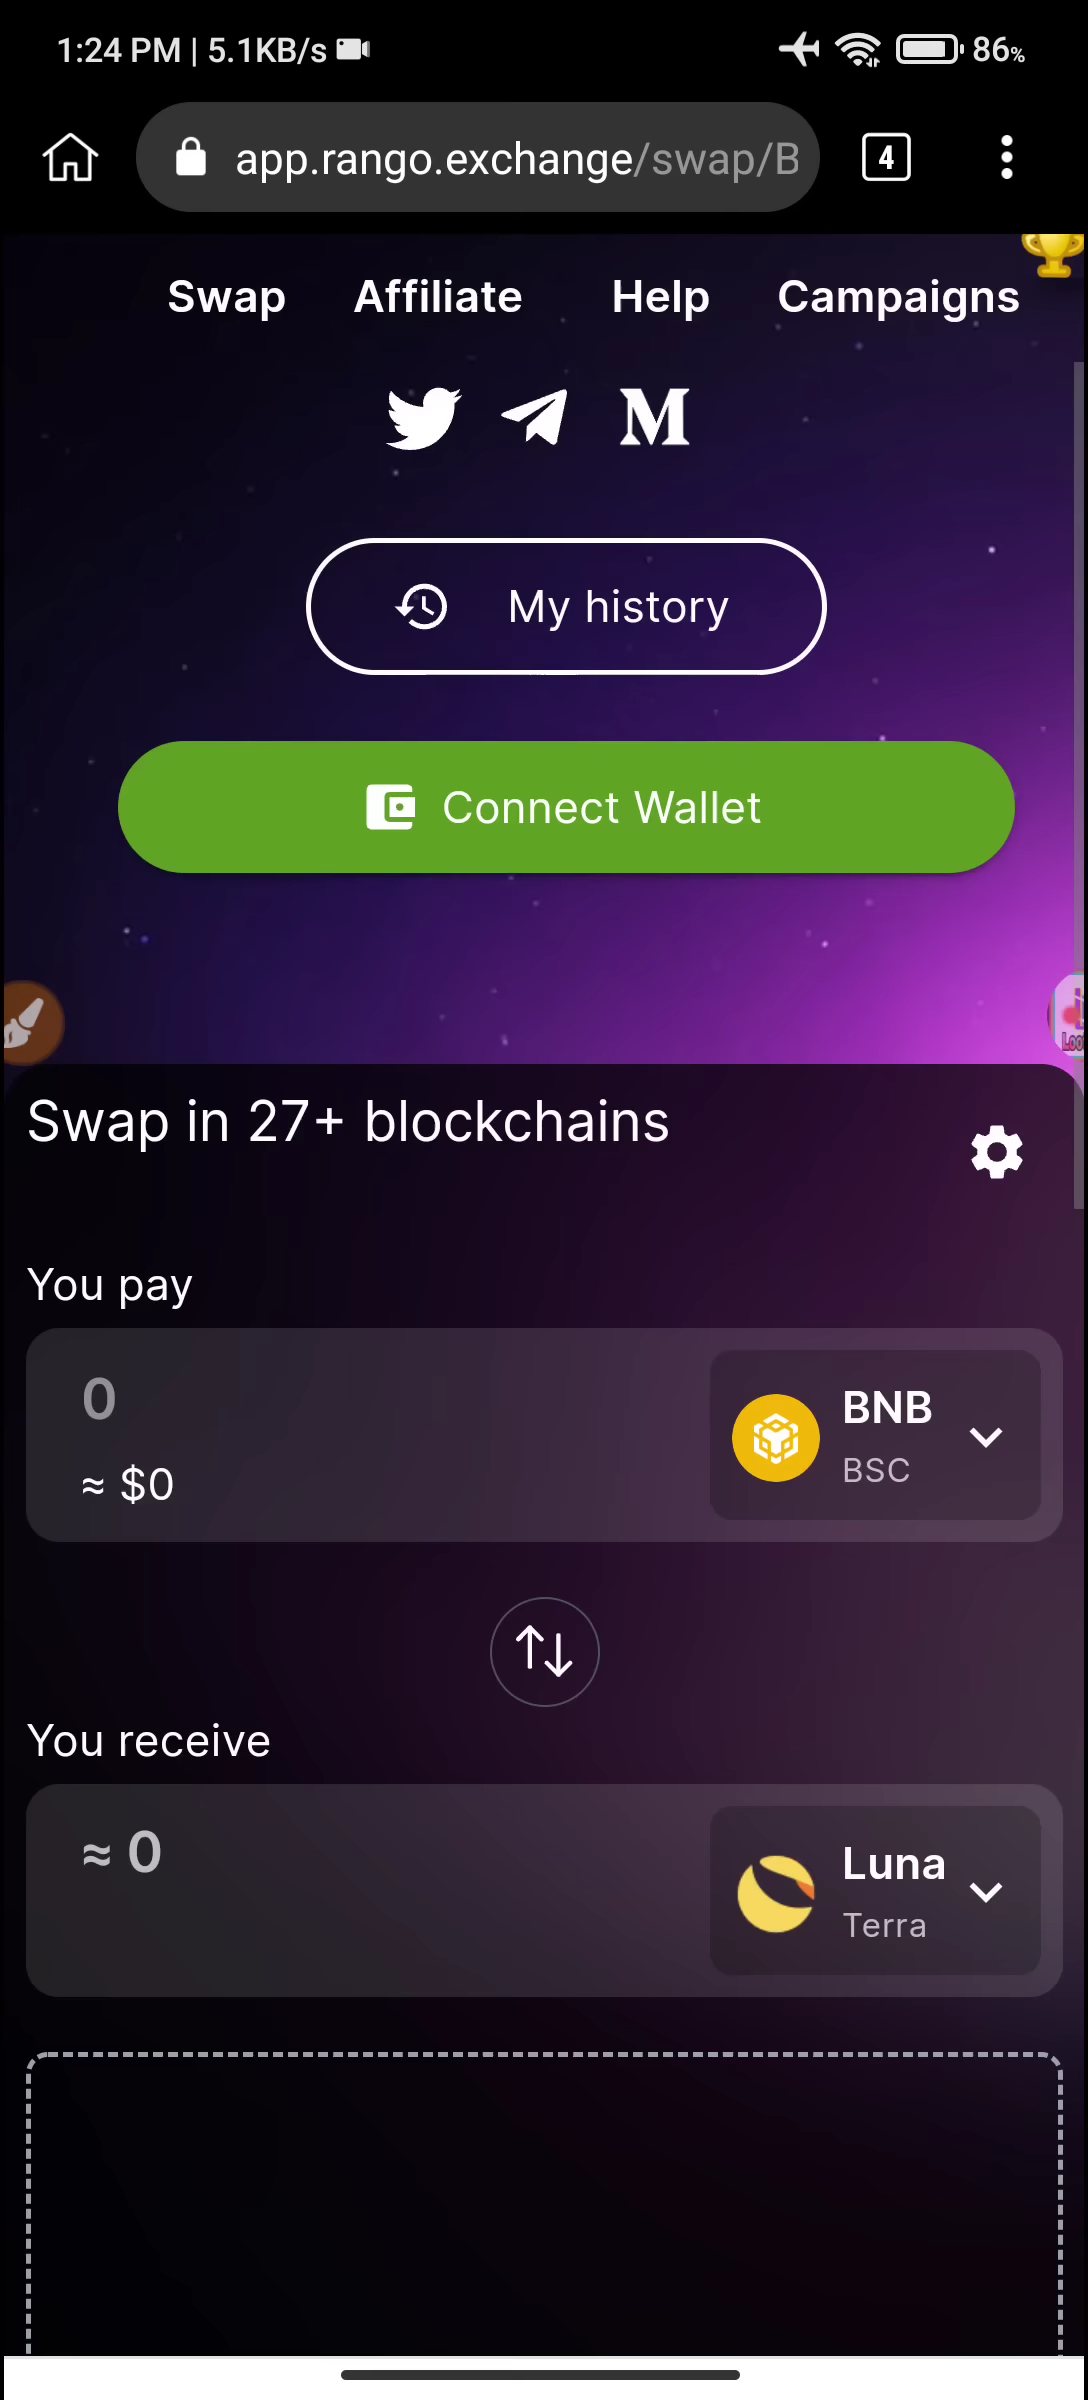 1:24 PM | 5.1KB/s 86%
app.rango.exchange/swap/B 4
Swap Affiliate Help Campaigns
My history
Connect Wallet
Swap in 27+ blockchains
You pay
0
≈ $0
BNB
BSC
You receive
≈ 0
Luna
Terra